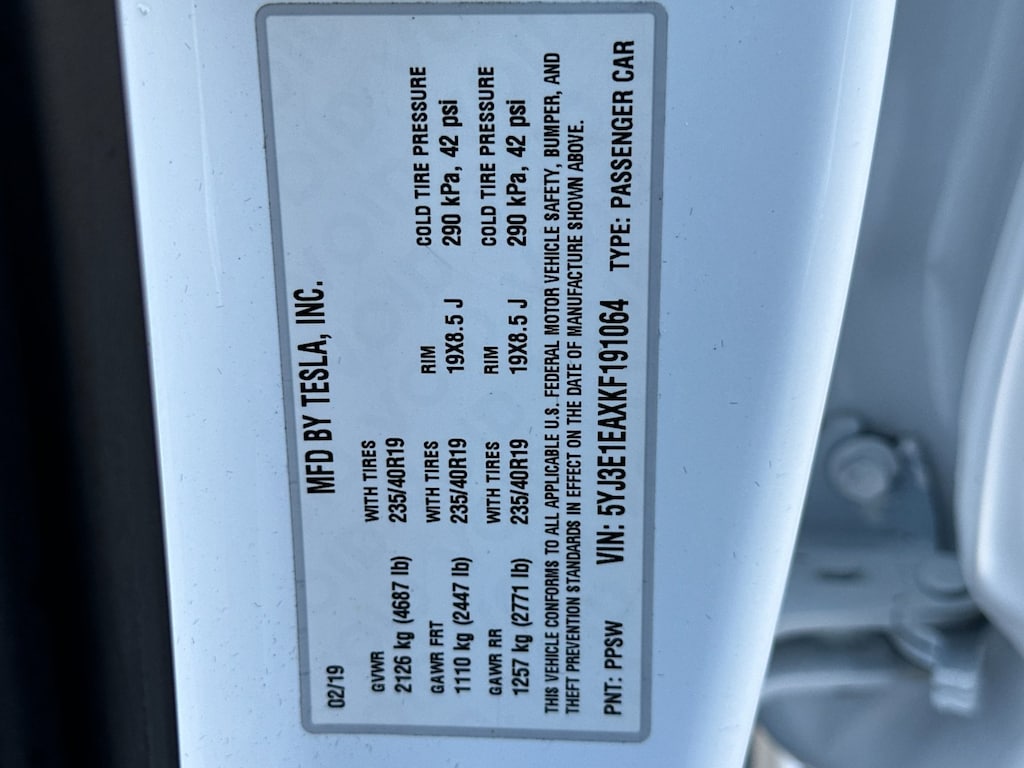 MFD BY TESLA, INC.
02/19
GVWR WITH TIRES
2126 kg (4687 lb) 235/40R19 COLD TIRE PRESSURE
GAWR FRT WITH TIRES RIM 290 kPa, 42 psi
1110 kg (2447 lb) 235/40R19 19X8.5 J COLD TIRE PRESSURE
GAWR RR WITH TIRES RIM 290 kPa, 42 psi
1257 kg (2771 lb) 235/40R19 19X8.5 J
THIS VEHICLE CONFORMS TO ALL APPLICABLE U.S. FEDERAL MOTOR VEHICLE SAFETY, BUMPER, AND
THEFT PREVENTION STANDARDS IN EFFECT ON THE DATE OF MANUFACTURE SHOWN ABOVE.
PNT: PPSW VIN: 5YJ3E1EAXKF191064 TYPE: PASSENGER CAR